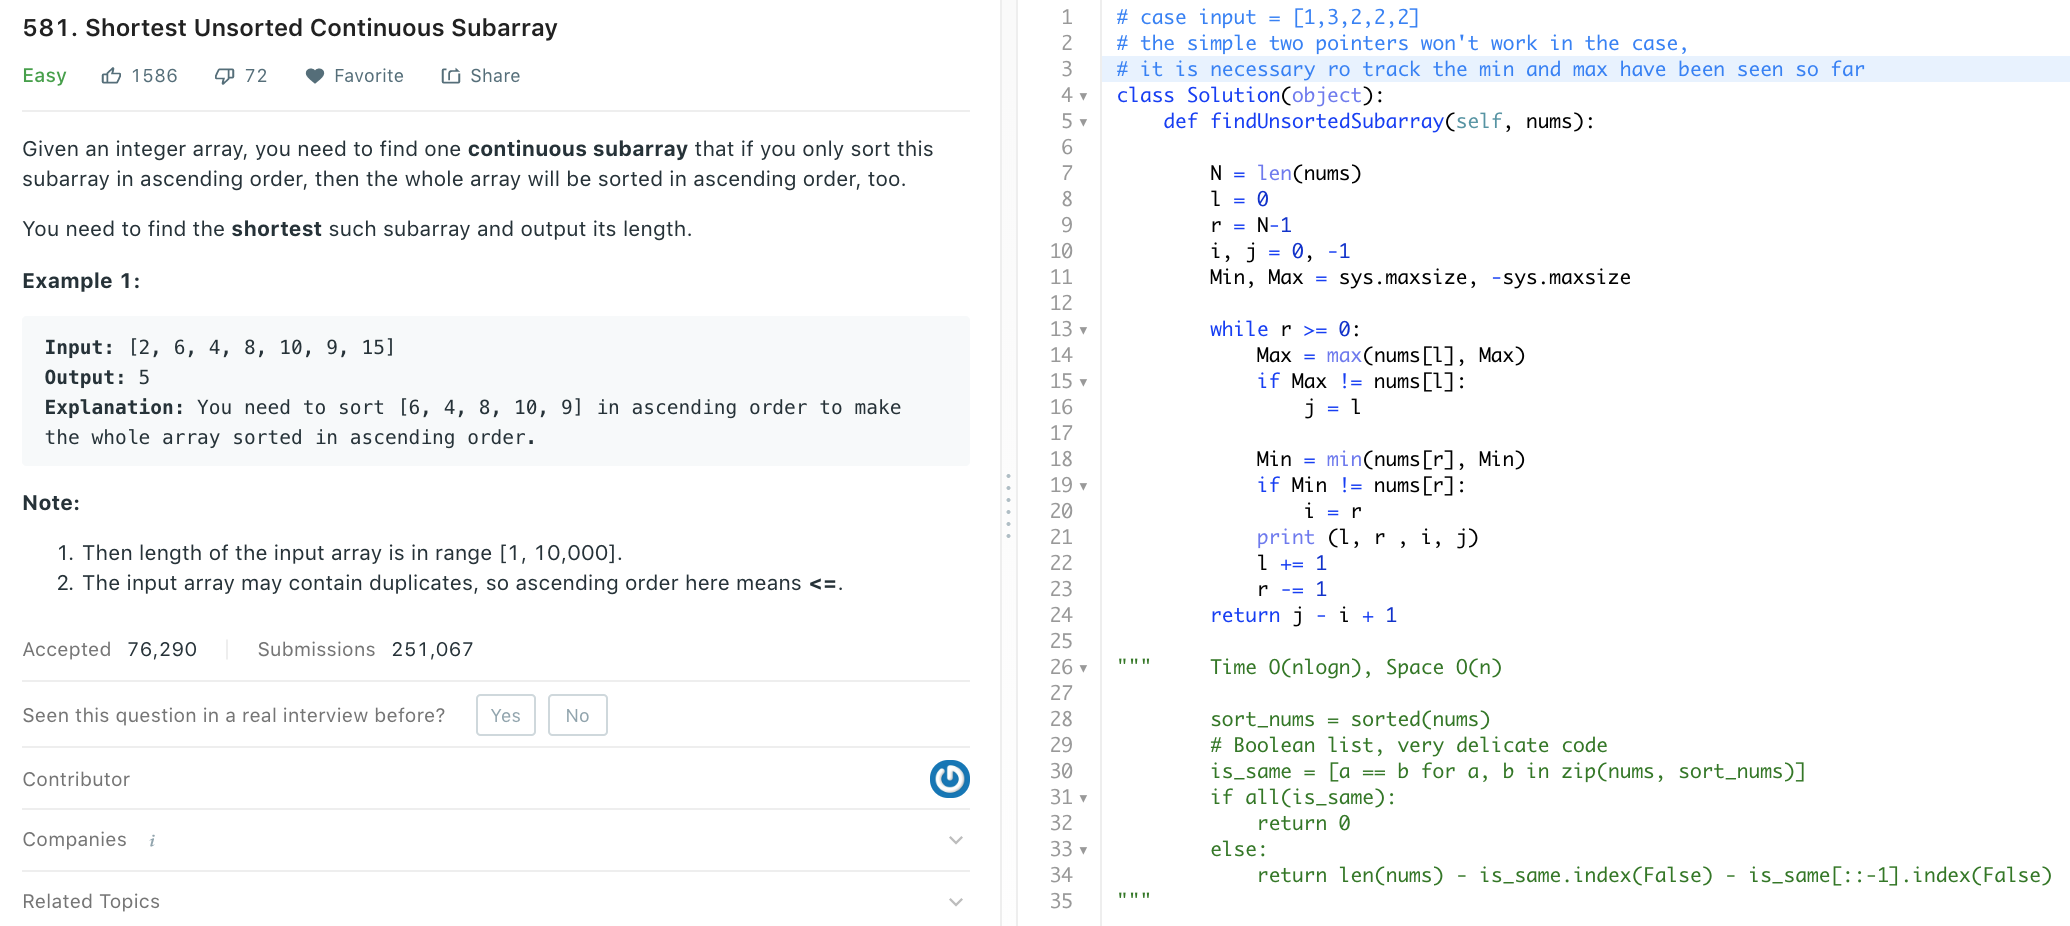 581. Shortest Unsorted Continuous Subarray
Easy 1586 72 Favorite Share
Given an integer array, you need to find one continuous subarray that if you only sort this
subarray in ascending order, then the whole array will be sorted in ascending order, too.
You need to find the shortest such subarray and output its length.
Example 1:
Input: [2, 6, 4, 8, 10, 9, 15]
Output: 5
Explanation: You need to sort [6, 4, 8, 10, 9] in ascending order to make
the whole array sorted in ascending order.
Note:
1. Then length of the input array is in range [1, 10,000].
2. The input array may contain duplicates, so ascending order here means <=.
Accepted 76,290 Submissions 251,067
Seen this question in a real interview before? Yes No
Contributor
Companies i
Related Topics
1 # case input = [1,3,2,2,2]
2 # the simple two pointers won't work in the case,
3 # it is necessary ro track the min and max have been seen so far
4 class Solution(object):
5     def findUnsortedSubarray(self, nums):
6
7         N = len(nums)
8         l = 0
9         r = N-1
10         i, j = 0, -1
11         Min, Max = sys.maxsize, -sys.maxsize
12
13         while r >= 0:
14             Max = max(nums[l], Max)
15             if Max != nums[l]:
16                 j = l
17
18             Min = min(nums[r], Min)
19             if Min != nums[r]:
20                 i = r
21             print (l, r , i, j)
22             l += 1
23             r -= 1
24         return j - i + 1
25
26 """     Time O(nlogn), Space O(n)
27
28         sort_nums = sorted(nums)
29         # Boolean list, very delicate code
30         is_same = [a == b for a, b in zip(nums, sort_nums)]
31         if all(is_same):
32             return 0
33         else:
34             return len(nums) - is_same.index(False) - is_same[::-1].index(False)
35 """